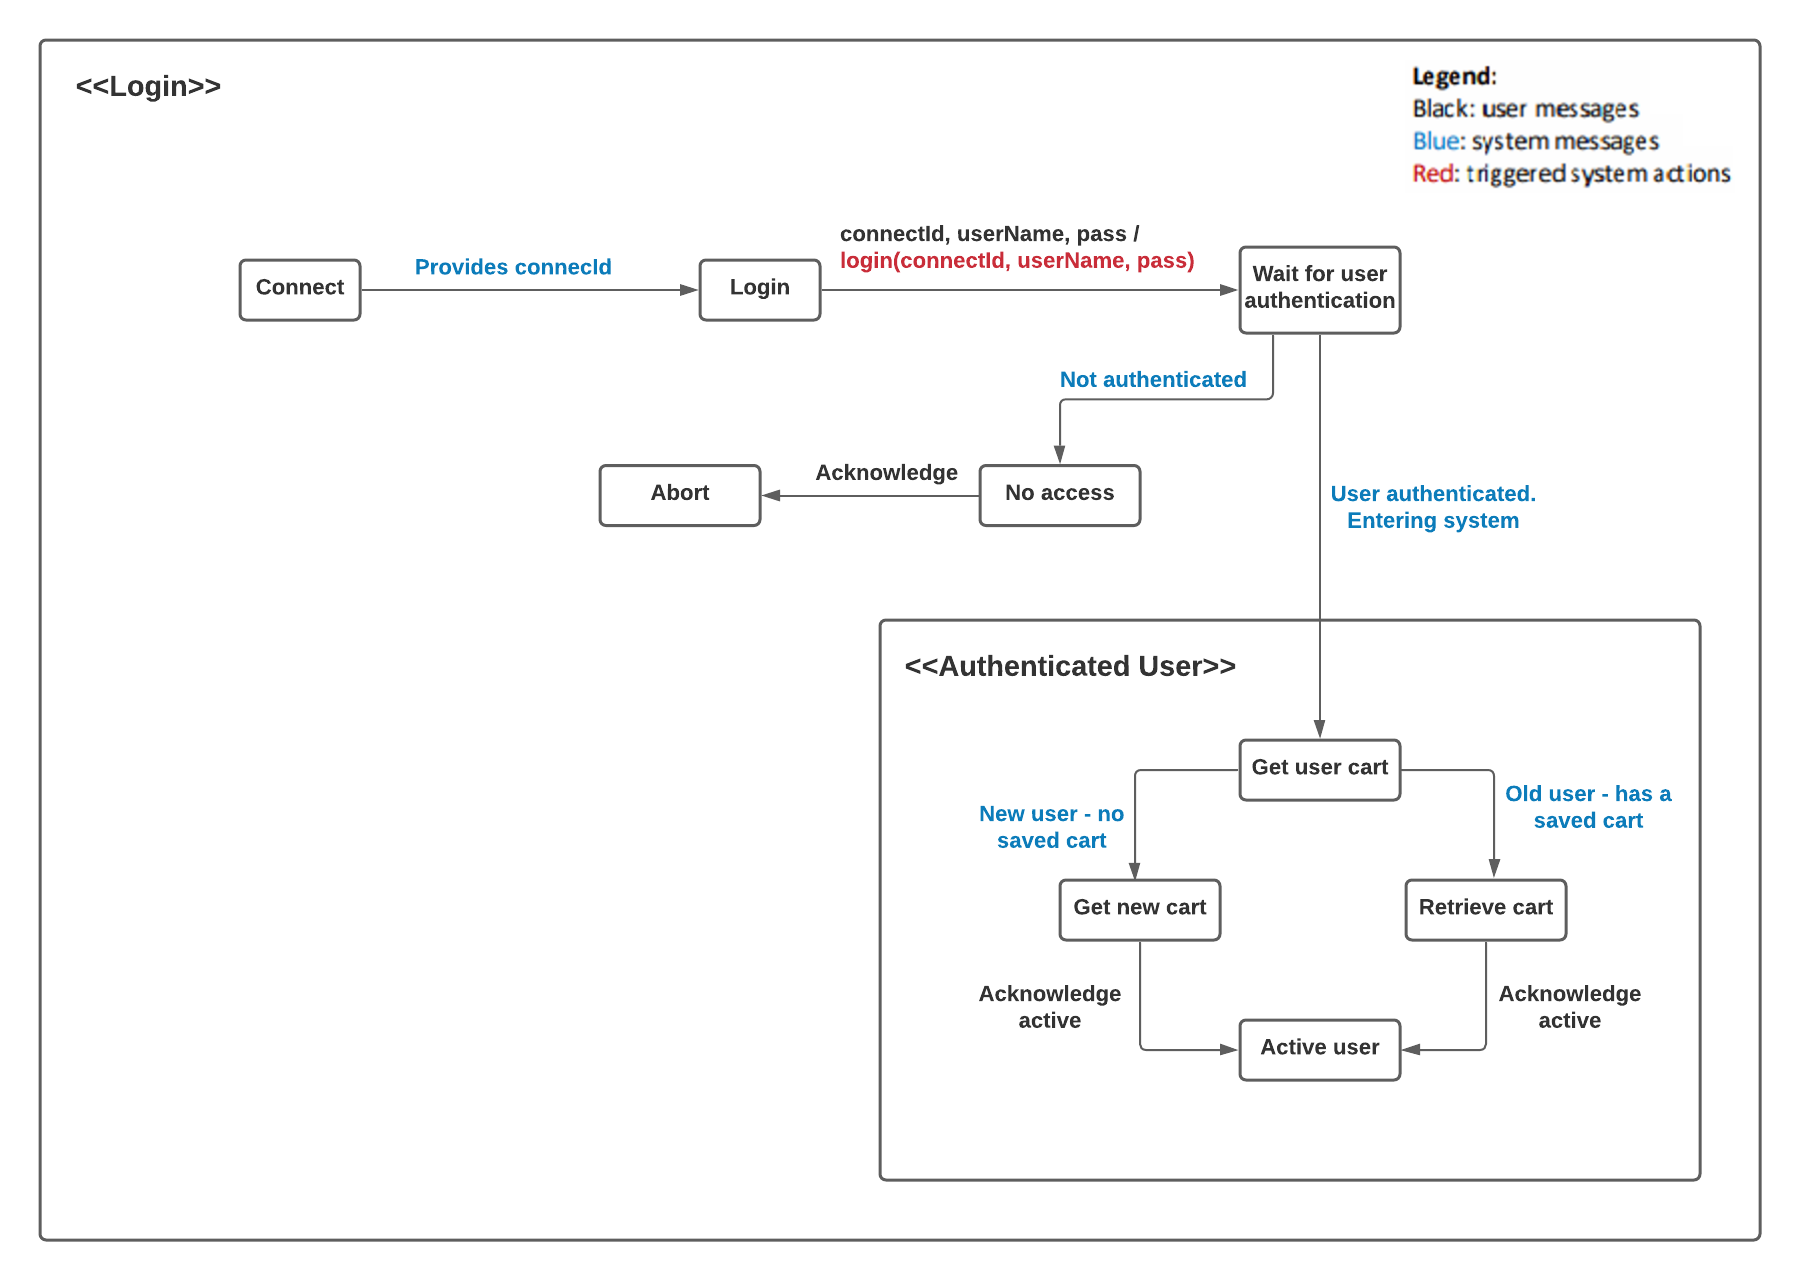 <<Login>>
Legend:
Black: user messages
Blue: system messages
Red: triggered system actions
connectId, userName, pass /
login(connectId, userName, pass)
Provides connecId
Connect
Login
Wait for user
authentication
Not authenticated
Acknowledge
Abort
No access
User authenticated.
Entering system
<<Authenticated User>>
Get user cart
New user - no
saved cart
Old user - has a
saved cart
Get new cart
Retrieve cart
Acknowledge
active
Acknowledge
active
Active user